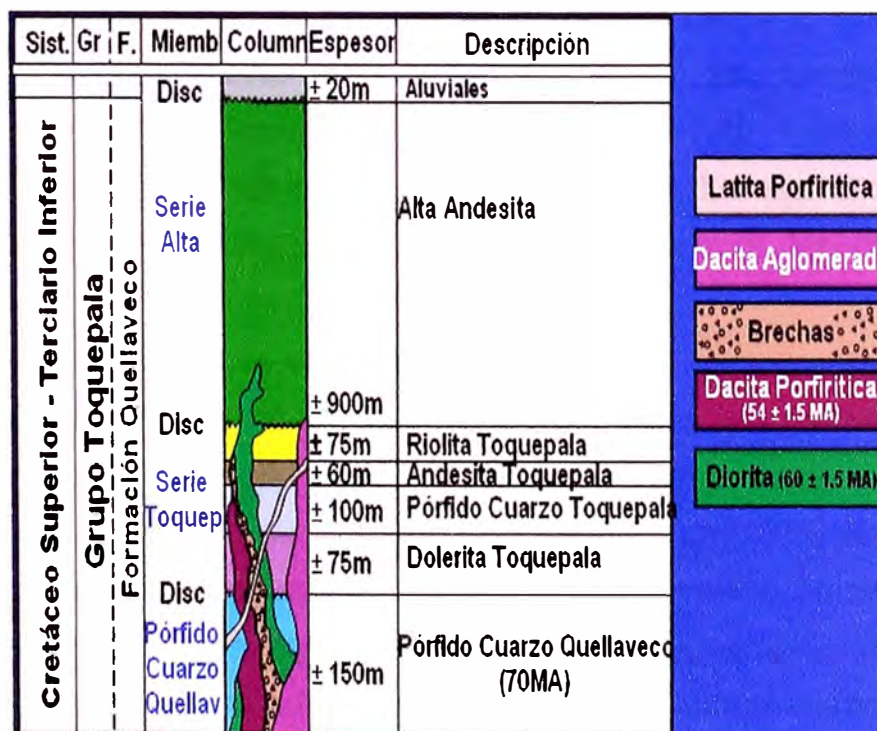 Sist. Gr F. Miemb Column Espesor Descripción
Disc ± 20m Aluviales
Cretáceo Superior - Terciario Inferior
Grupo Toquepala
Formación Quellaveco
Serie
Alta
Alta Andesita
± 900m
Disc
± 75m Riolita Toquepala
± 60m Andesita Toquepala
Serie
Toquep
± 100m Pórfido Cuarzo Toquepala
± 75m Dolerita Toquepala
Disc
Pórfido
Cuarzo
Quellav
± 150m
Pórfido Cuarzo Quellaveco
(70MA)
Latita Porfiritica
Dacita Aglomerad
Brechas
Dacita Porfiritica
(54 ± 1.5 MA)
Diorita (60 ± 1.5 MA)